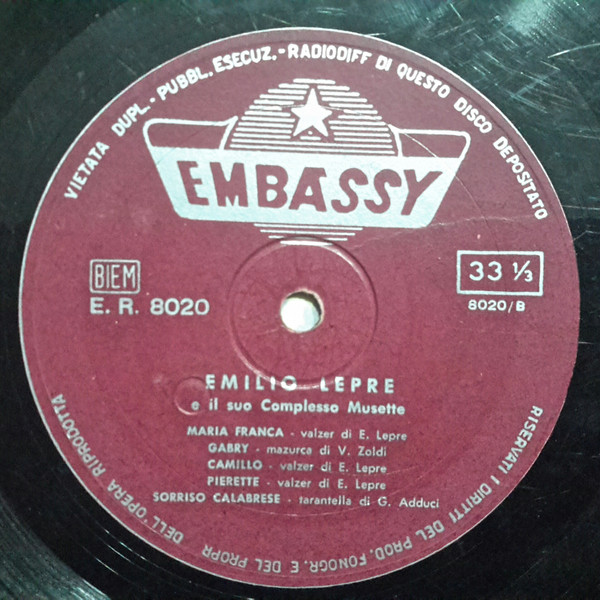 VIETATA DUPL.- PUBBL. ESECUZ.-RADIODIFF DI QUESTO DISCO DEPOSITATO
EMBASSY
BIEM
E. R. 8020
33 ⅓
8020/B
EMILIO LEPRE
e il suo Complesso Musette
MARIA FRANCA - valzer di E. Lepre
GABRY - mazurca di V. Zoldi
CAMILLO - valzer di E. Lepre
PIERETTE - valzer di E. Lepre
SORRISO CALABRESE - tarantella di G. Adduci
RISERVATI I DIRITTI DEL PROD. FONOGR. E DEL PROPR DELL'OPERA RIPRODOTTA